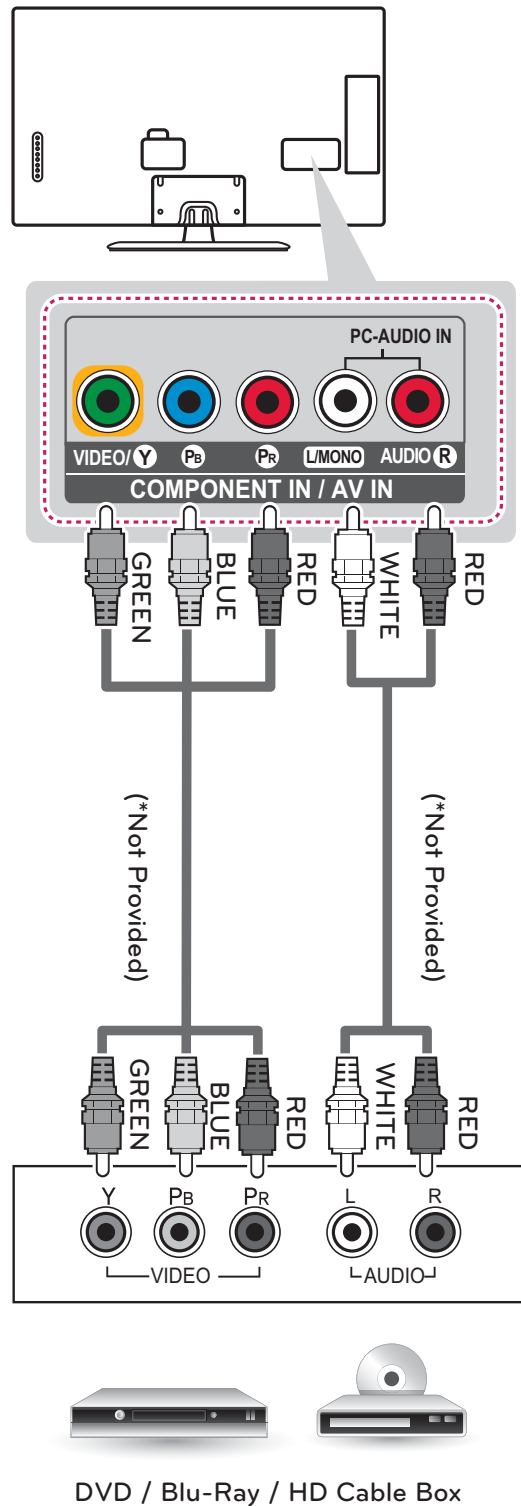 PC-AUDIO IN
VIDEO/ Y PB PR L/MONO AUDIO R
COMPONENT IN / AV IN
GREEN BLUE RED WHITE RED
(*Not Provided) (*Not Provided)
GREEN BLUE RED WHITE RED
Y PB PR L R
VIDEO AUDIO
DVD / Blu-Ray / HD Cable Box